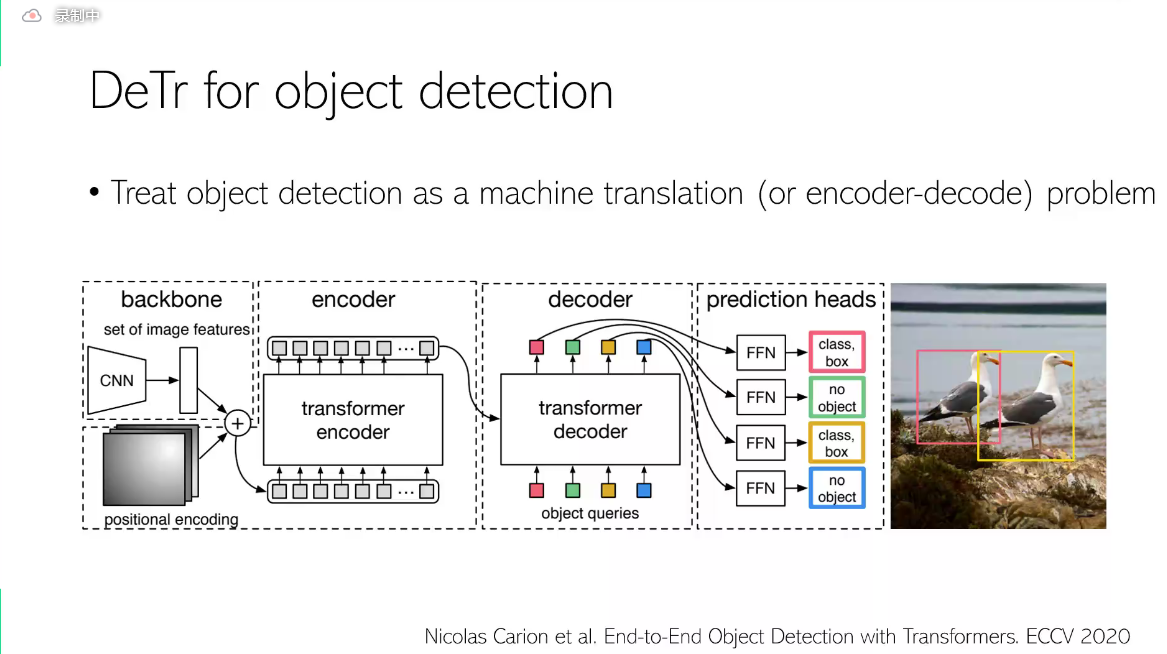 录制中
DeTr for object detection
• Treat object detection as a machine translation (or encoder-decode) problem
backbone
set of image features
CNN
+
positional encoding
encoder
...
transformer
encoder
...
decoder
transformer
decoder
object queries
prediction heads
FFN
class,
box
FFN
no
object
FFN
class,
box
FFN
no
object
Nicolas Carion et al. End-to-End Object Detection with Transformers. ECCV 2020